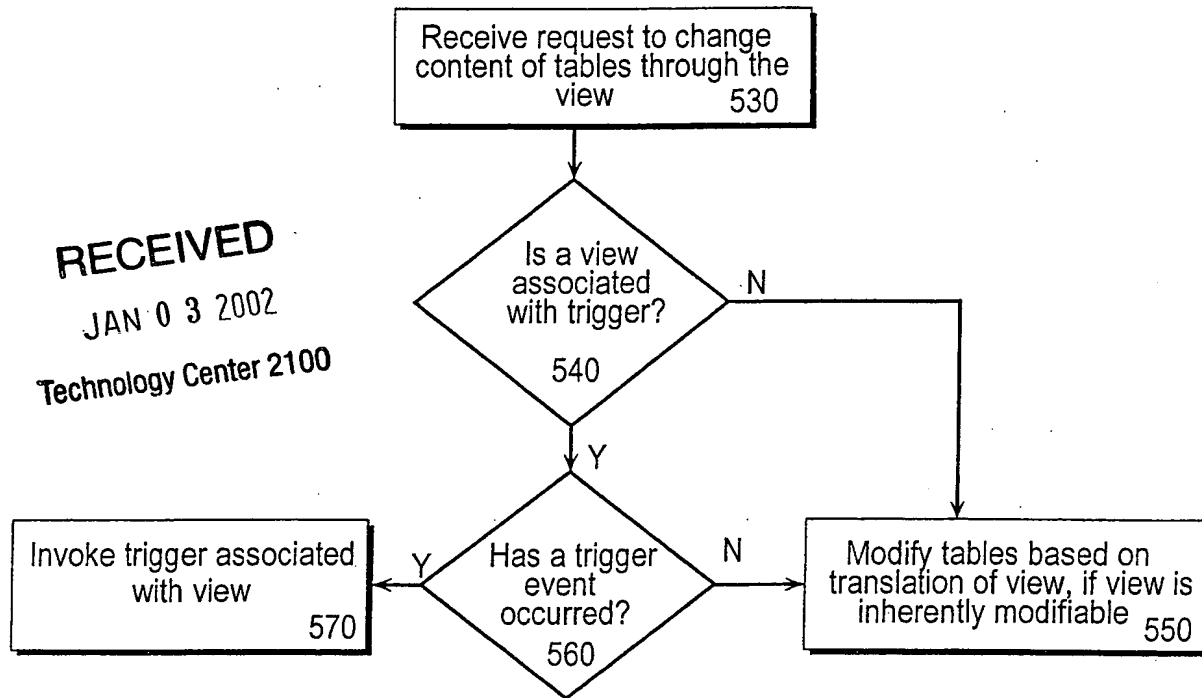 Receive request to change
content of tables through the
view 530
RECEIVED
JAN 03 2002
Technology Center 2100
Is a view
associated
with trigger?
540
N
Y
Has a trigger
event
occurred?
560
Y
N
Invoke trigger associated
with view
570
Modify tables based on
translation of view, if view is
inherently modifiable 550